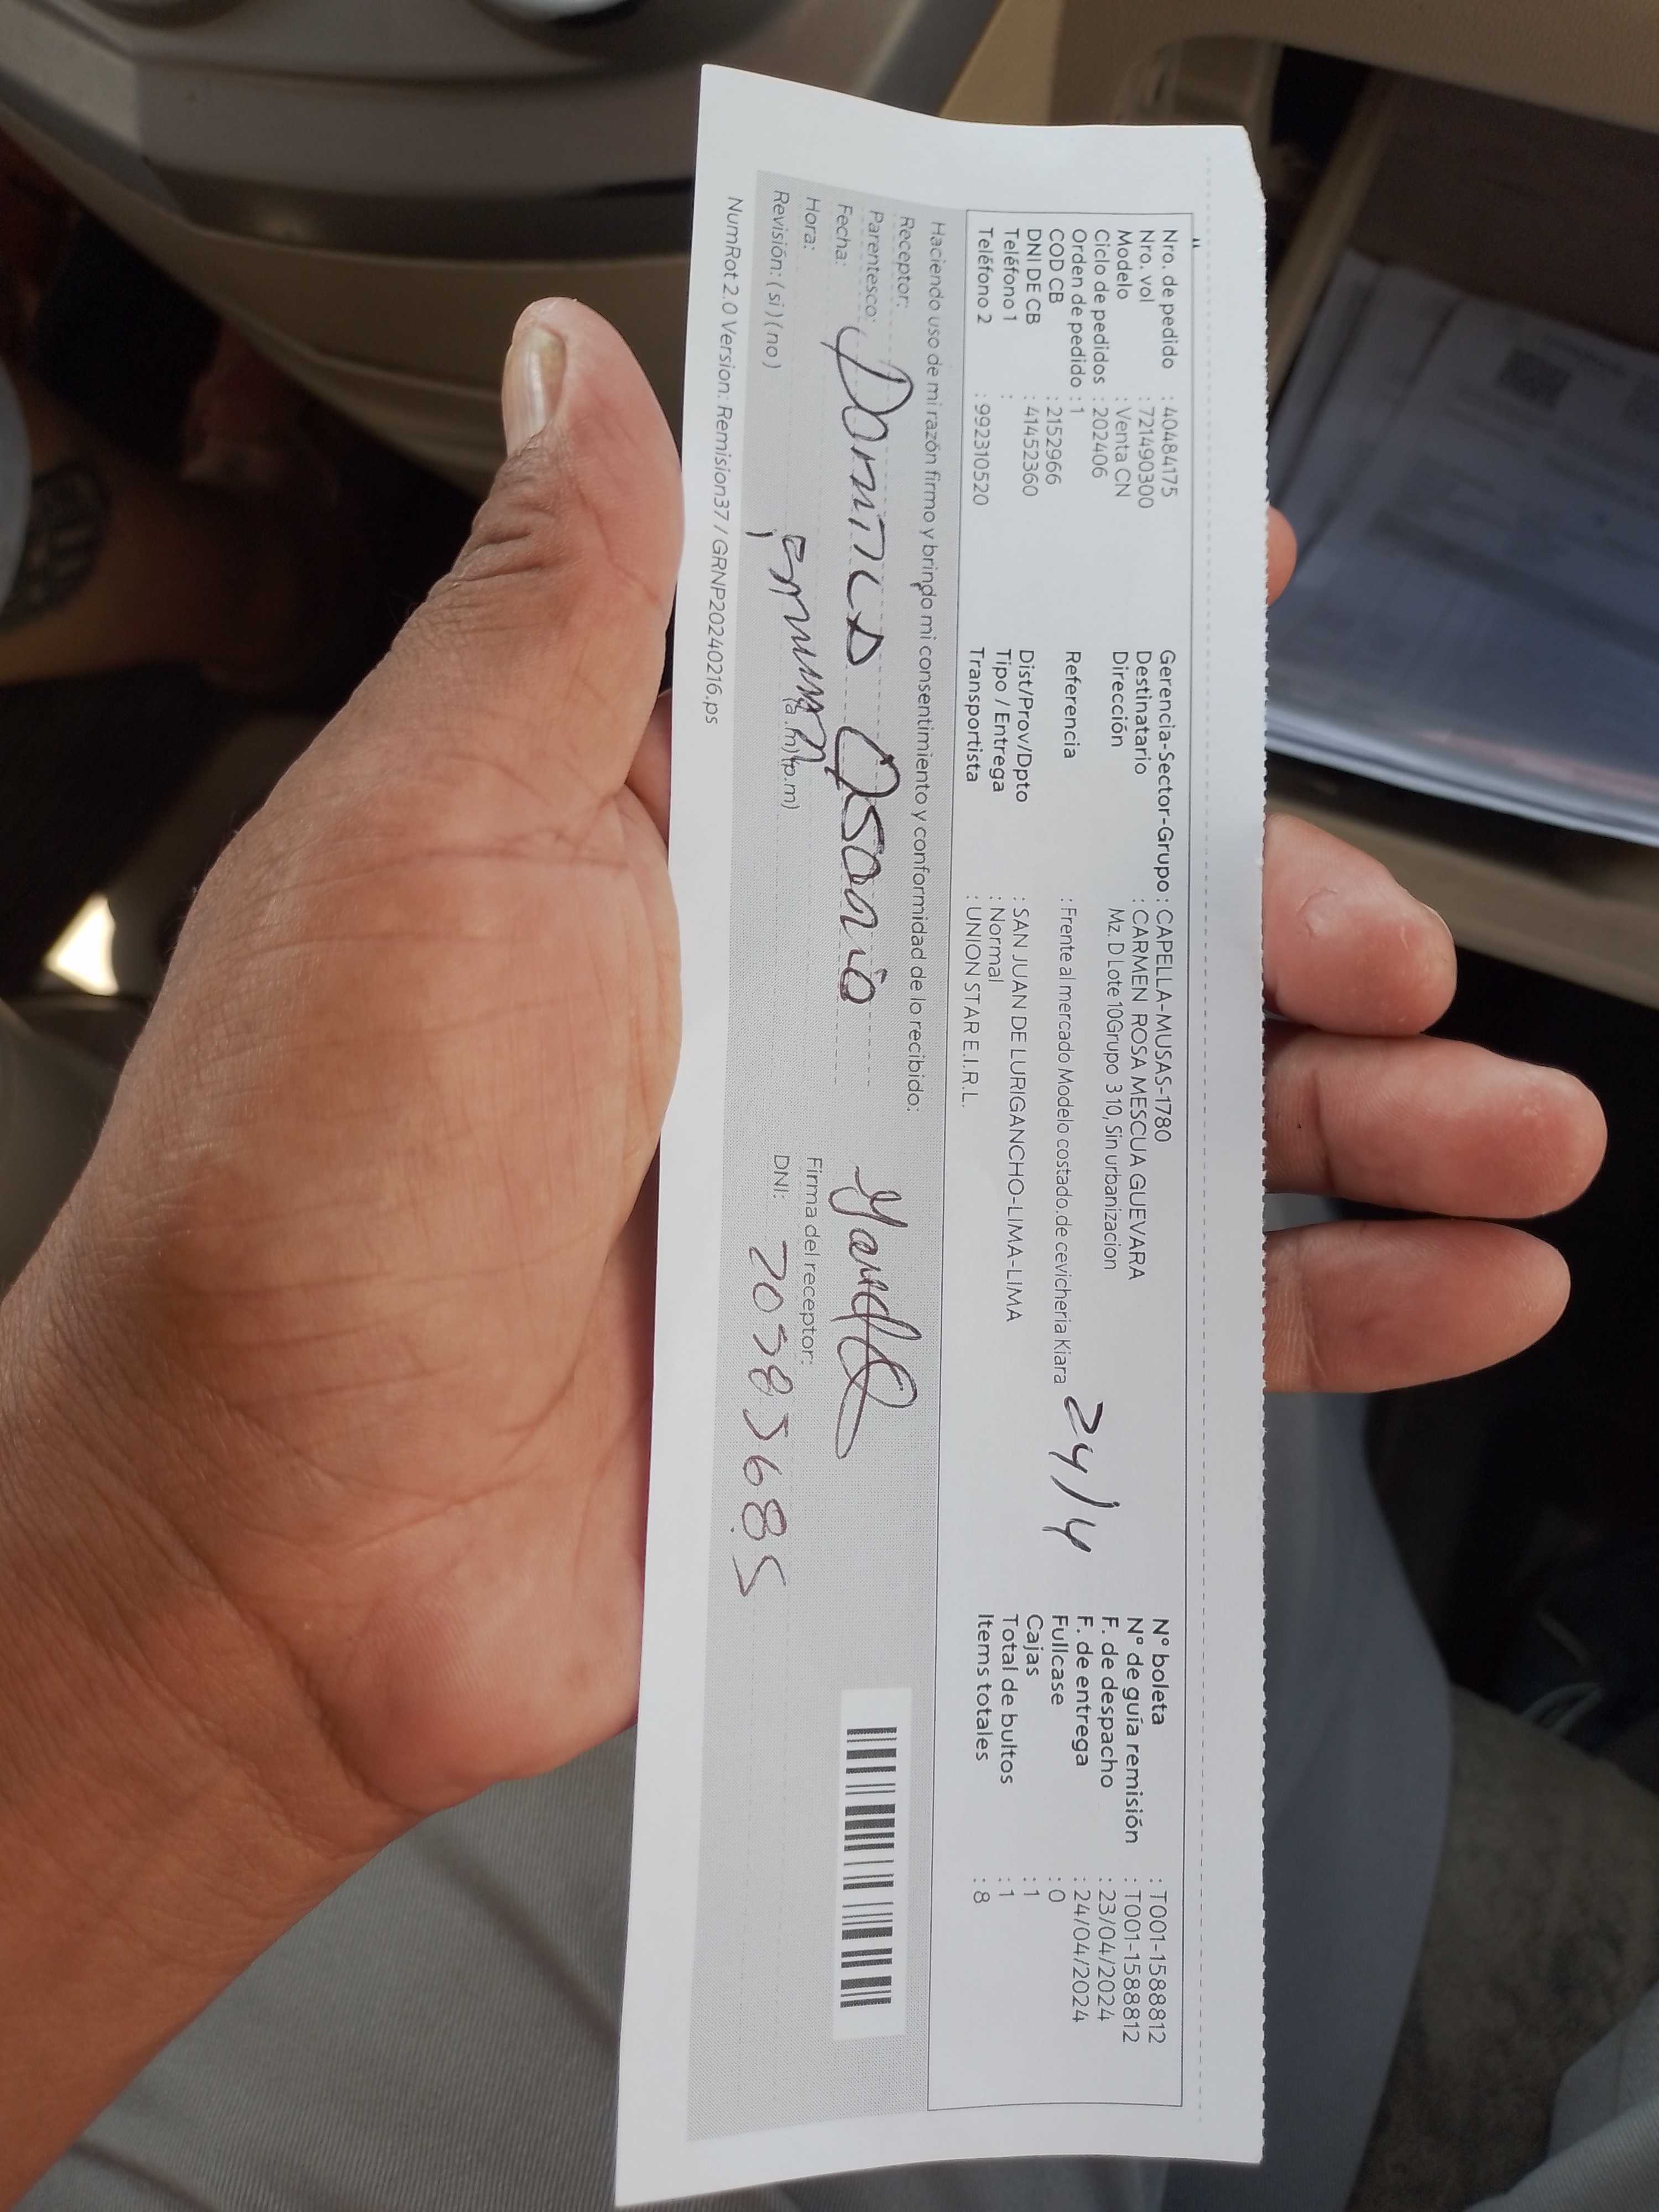 Nro. de pedido : 40484175
Nro. vol : 721490300
Modelo : Venta CN
Ciclo de pedidos : 202406
Orden de pedido : 1
COD CB : 2152966
DNI DE CB : 41452360
Teléfono 1 :
Teléfono 2 : 992310520
Gerencia-Sector-Grupo : CAPELLA-MUSAS-1780
Destinatario : CARMEN ROSA MESCUA GUEVARA
Dirección Mz. D Lote 10Grupo 3 10, Sin urbanizacion
Referencia : Frente al mercado Modelo costado.de cevicheria Kiara
Dist/Prov/Dpto : SAN JUAN DE LURIGANCHO-LIMA-LIMA
Tipo / Entrega : Normal
Transportista : UNION STAR E.I.R.L.
24/4
N° boleta : T001-1588812
N° de guía remisión : T001-1588812
F. de despacho : 23/04/2024
F. de entrega : 24/04/2024
Fullcase : 0
Cajas : 1
Total de bultos : 1
Items totales : 8
Haciendo uso de mi razón firmo y brindo mi consentimiento y conformidad de lo recibido:
Receptor:
Parentesco:
Osorio
Fecha:
Hora: (a.m)(p.m)
Revisión: ( si ) ( no )
Firma del receptor:
DNI:
NumRot 2.0 Version: Remision37 / GRNP20240216.ps